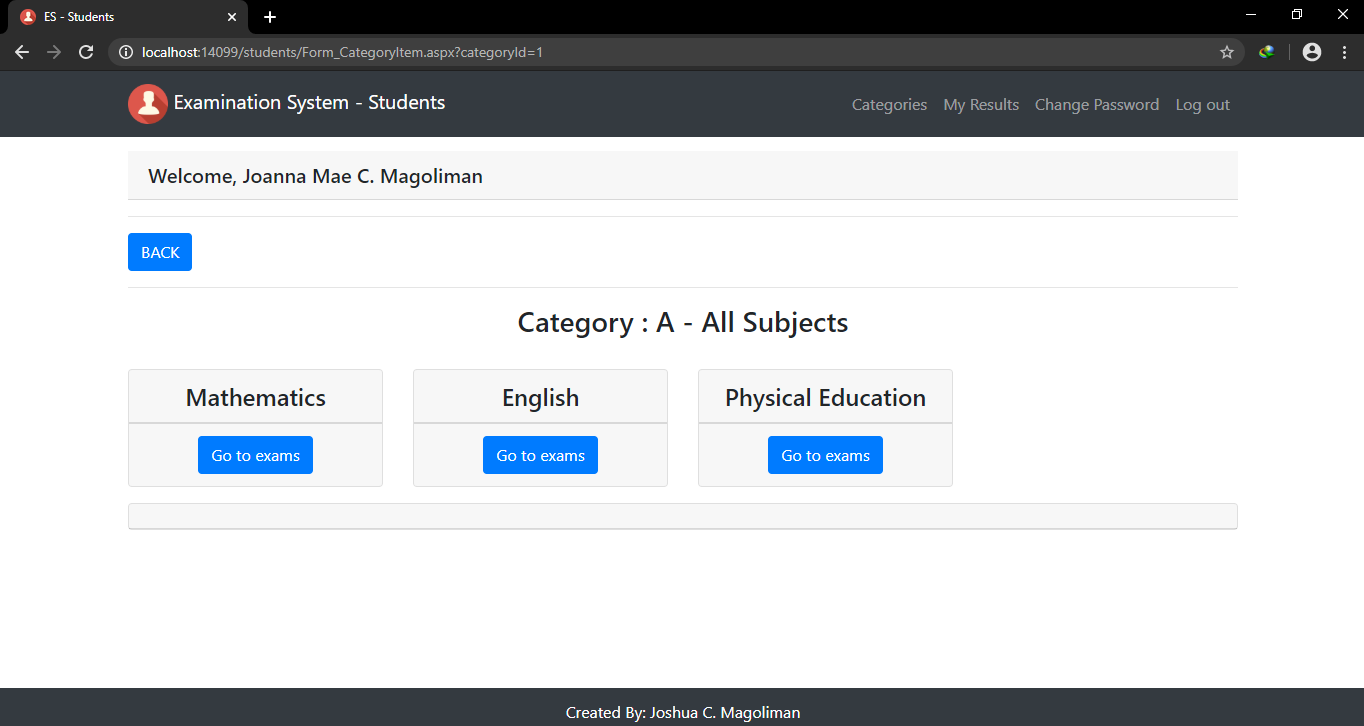 ES - Students
localhost:14099/students/Form_CategoryItem.aspx?categoryId=1
Examination System - Students
Categories My Results Change Password Log out
Welcome, Joanna Mae C. Magoliman
BACK
Category : A - All Subjects
Mathematics English Physical Education
Go to exams Go to exams Go to exams
Created By: Joshua C. Magoliman